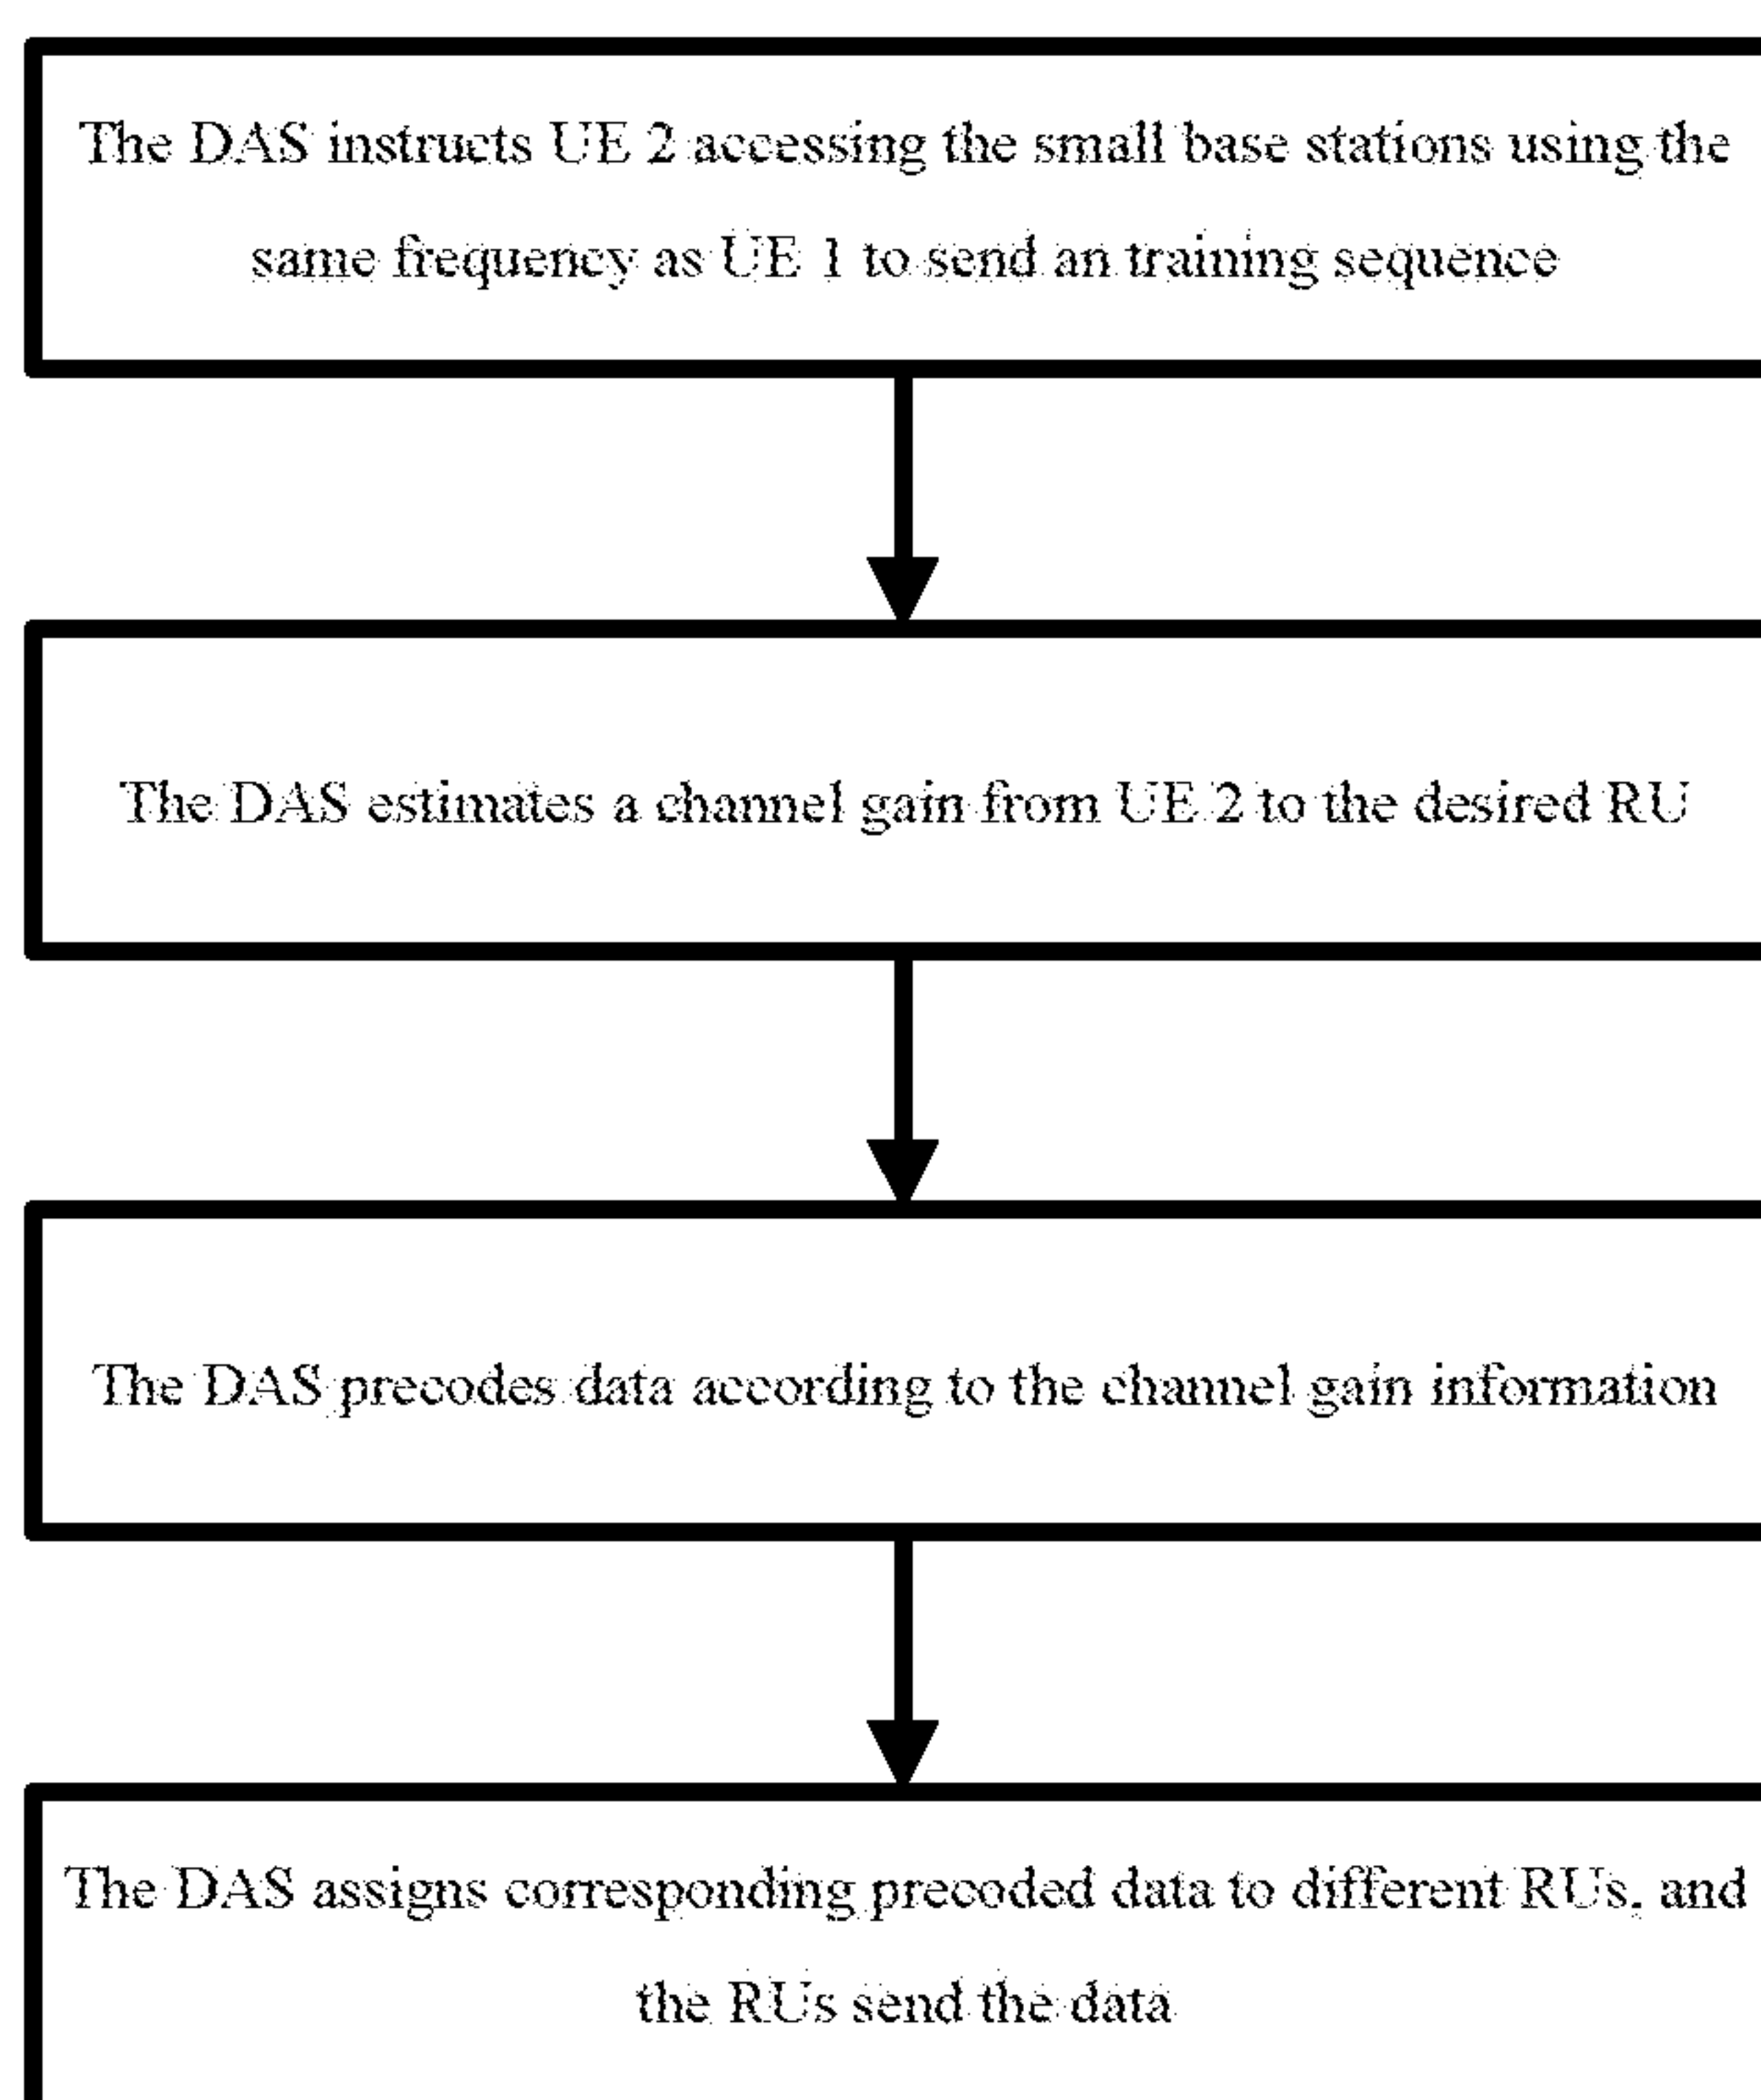 The DAS instructs UE 2 accessing the small base stations using the
same frequency as UE 1 to send an training sequence
The DAS estimates a channel gain from UE 2 to the desired RU
The DAS precodes data according to the channel gain information
The DAS assigns corresponding precoded data to different RUs, and
the RUs send the data